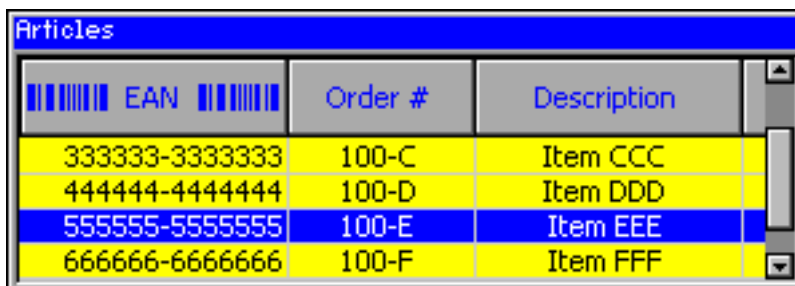 Articles
EAN Order # Description
333333-3333333 100-C Item CCC
444444-4444444 100-D Item DDD
555555-5555555 100-E Item EEE
666666-6666666 100-F Item FFF